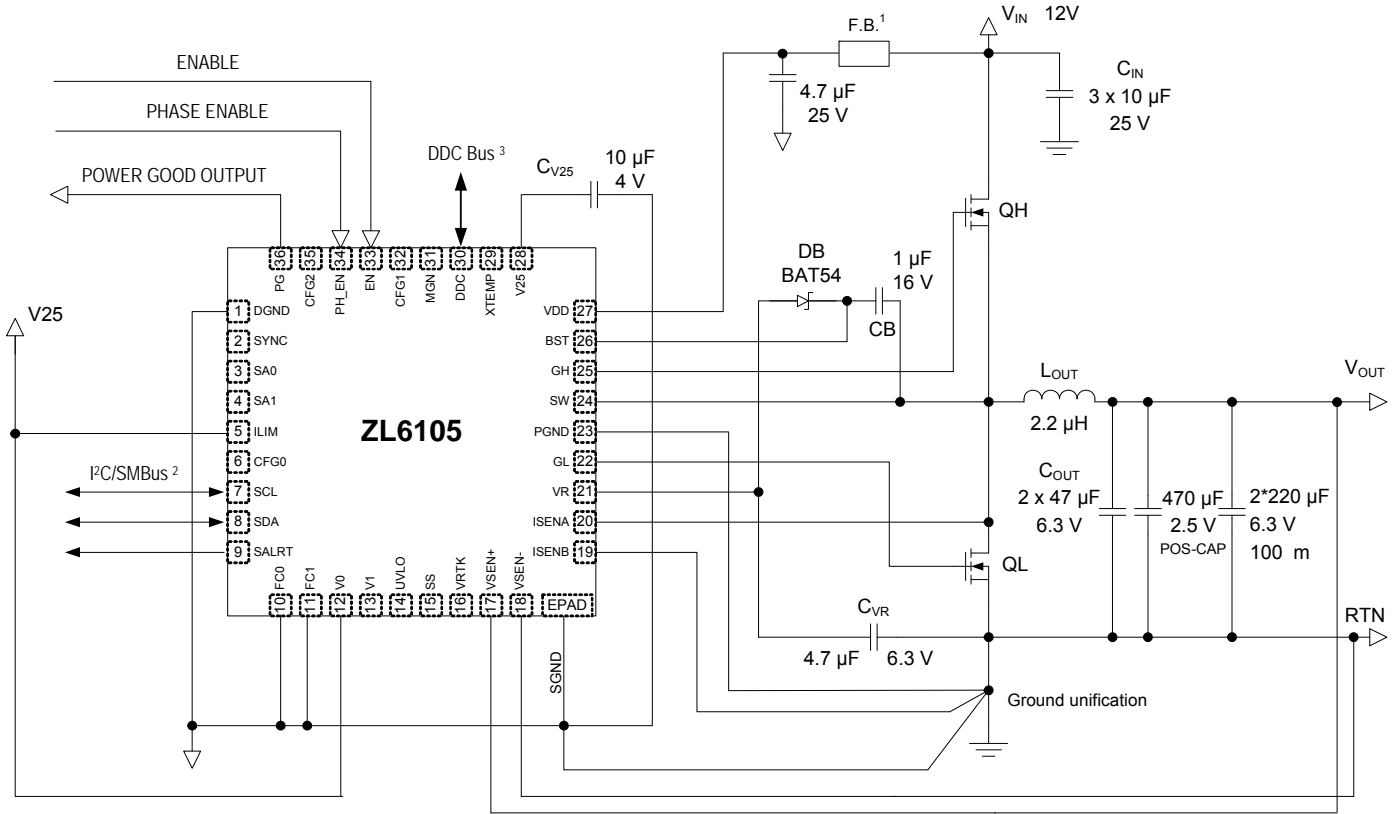 V_IN 12V
F.B.¹
ENABLE
C_IN
3 x 10 µF
25 V
4.7 µF
25 V
PHASE ENABLE
DDC Bus ³
C_V25
10 µF
4 V
POWER GOOD OUTPUT
QH
DB
BAT54
1 µF
16 V
CB
36 35 34 33 32 31 30 29 28
PG CFG2 PH_EN EN CFG1 MGN DDC XTEMP V25
V25
1 DGND
2 SYNC
3 SA0
4 SA1
5 ILIM
6 CFG0
7 SCL
8 SDA
9 SALRT
I²C/SMBus ²
ZL6105
VDD 27
BST 26
GH 25
SW 24
PGND 23
GL 22
VR 21
ISENA 20
ISENB 19
L_OUT
2.2 µH
V_OUT
C_OUT
2 x 47 µF
6.3 V
470 µF
2.5 V
POS-CAP
2*220 µF
6.3 V
100 m
QL
FC0 FC1 V0 V1 UVLO SS VRTK VSEN+ VSEN-
10 11 12 13 14 15 16 17 18 EPAD
C_VR
4.7 µF 6.3 V
RTN
SGND
Ground unification